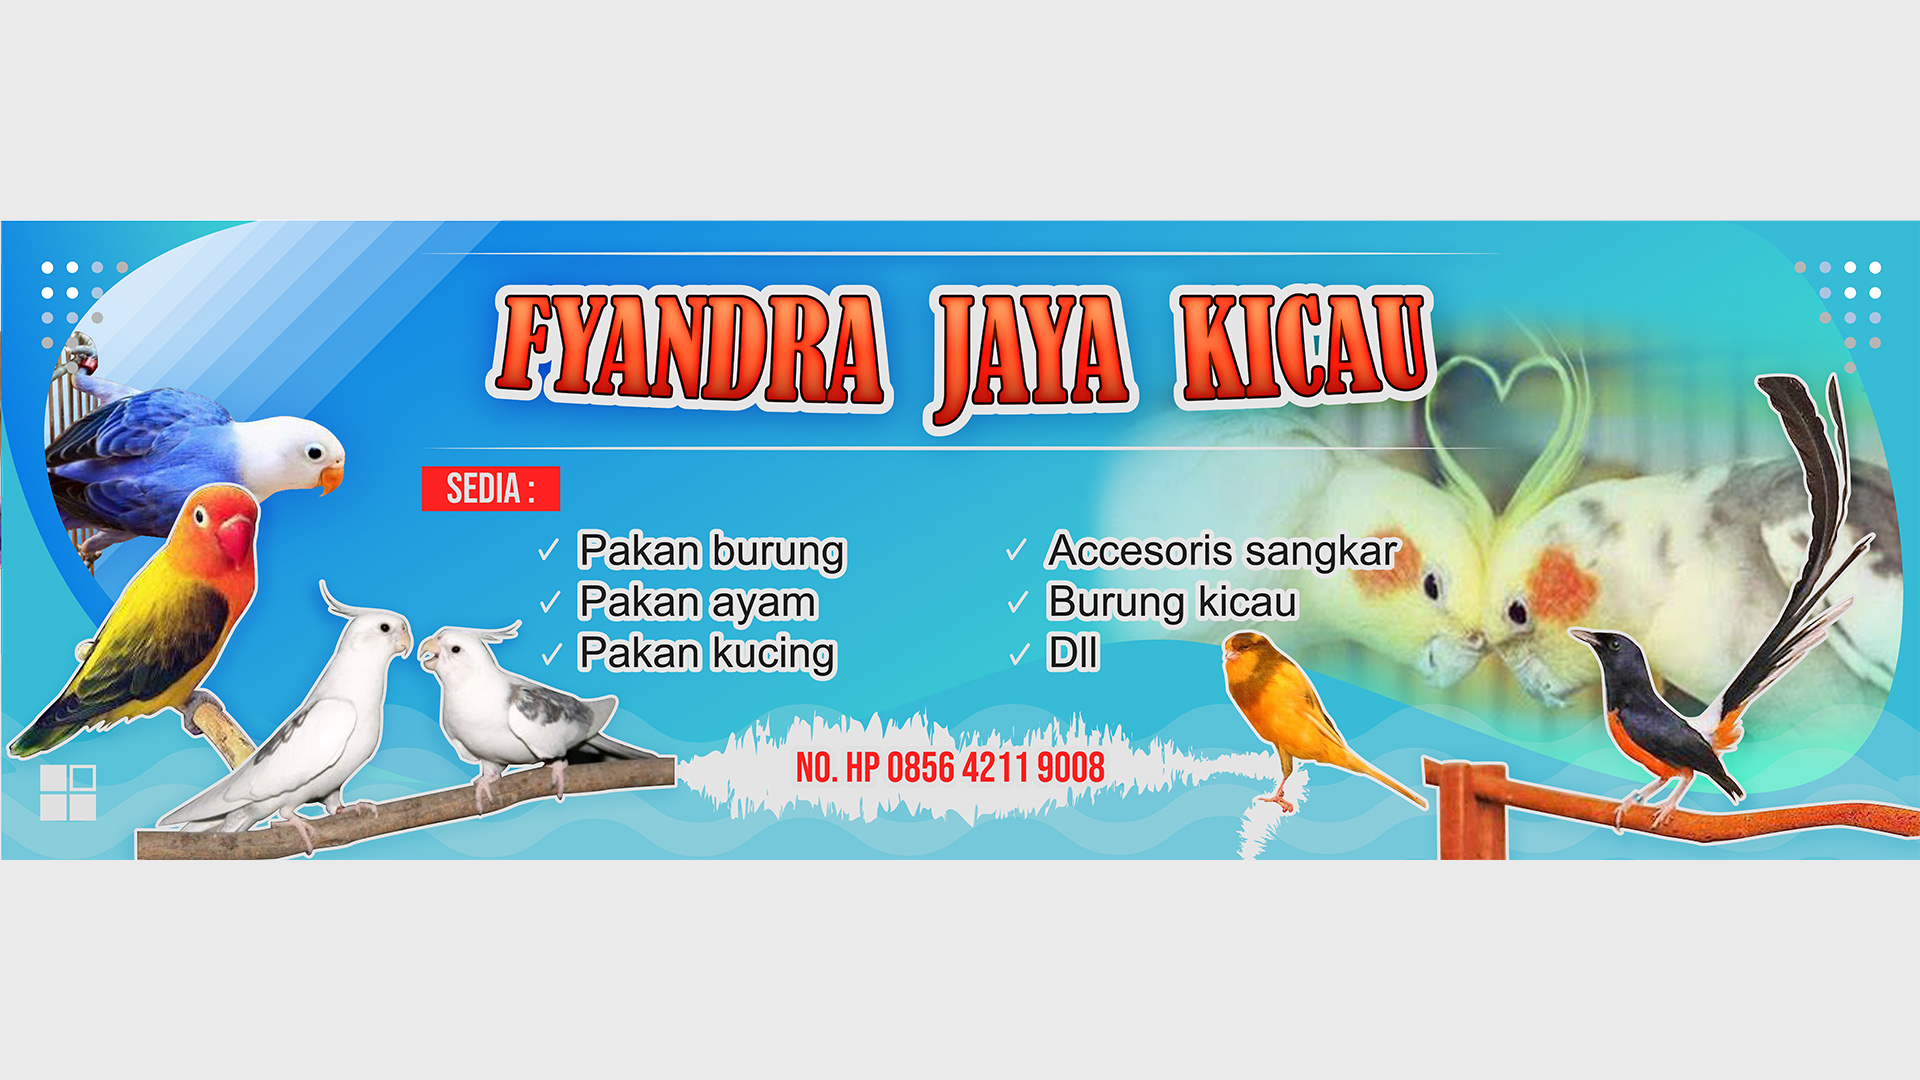 FYANDRA JAYA KICAU
SEDIA :
✓ Pakan burung
✓ Pakan ayam
✓ Pakan kucing
✓ Accesoris sangkar
✓ Burung kicau
✓ Dll
NO. HP 0856 4211 9008